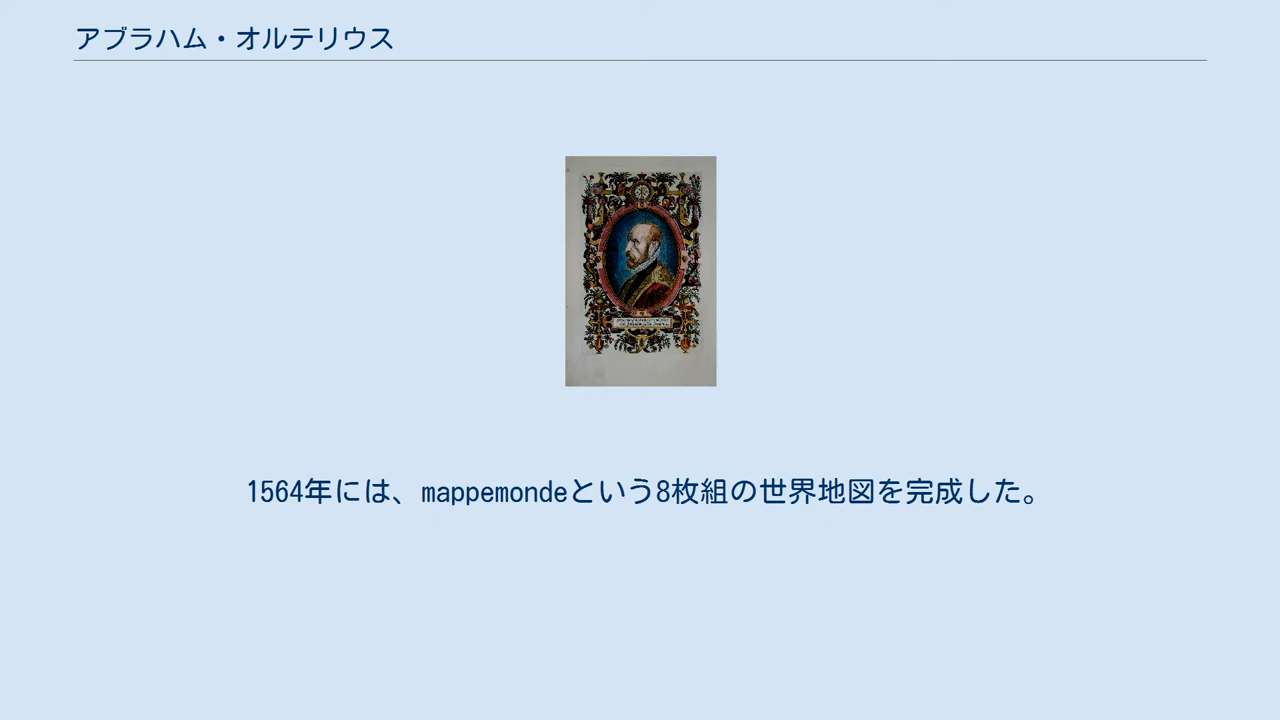 アブラハム・オルテリウス
1564年には、mappemondeという8枚組の世界地図を完成した。